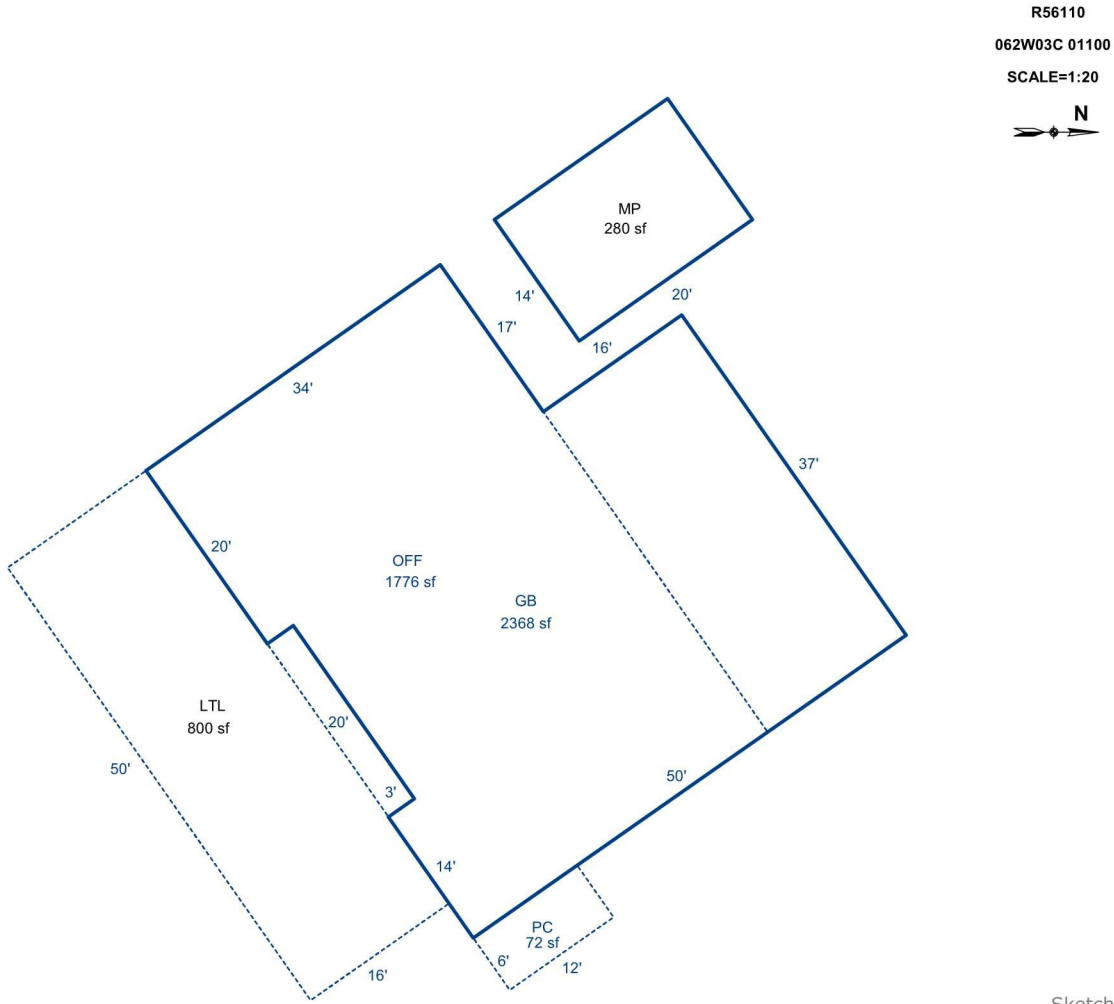 R56110
062W03C 01100
SCALE=1:20
N
MP
280 sf
14'
20'
17'
16'
34'
37'
20'
OFF
1776 sf
GB
2368 sf
LTL
800 sf
20'
50'
50'
3'
14'
PC
72 sf
6'
12'
16'
Sketch